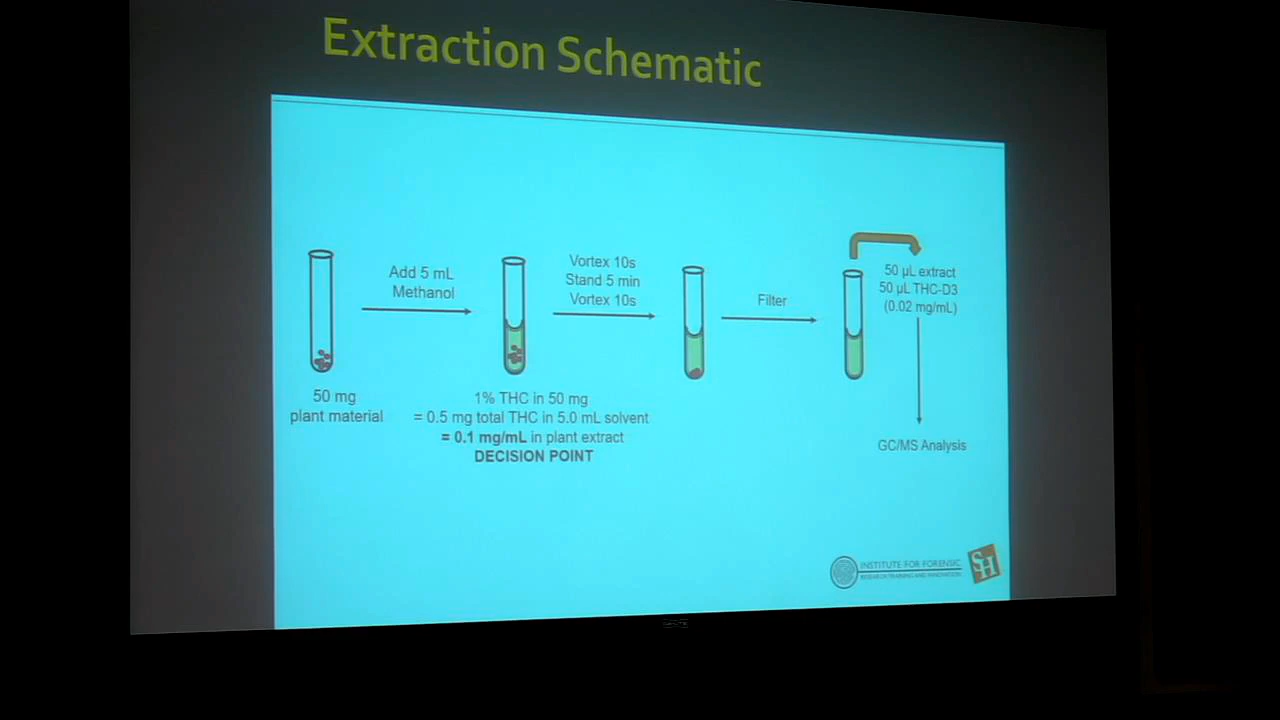 Extraction Schematic
Add 5 mL
Methanol
Vortex 10s
Stand 5 min
Vortex 10s
Filter
50 µL extract
50 µL THC-D3
(0.02 mg/mL)
50 mg
plant material
1% THC in 50 mg
= 0.5 mg total THC in 5.0 mL solvent
= 0.1 mg/mL in plant extract
DECISION POINT
GC/MS Analysis
INSTITUTE FOR FORENSIC
RESEARCH TRAINING AND INNOVATION
SH